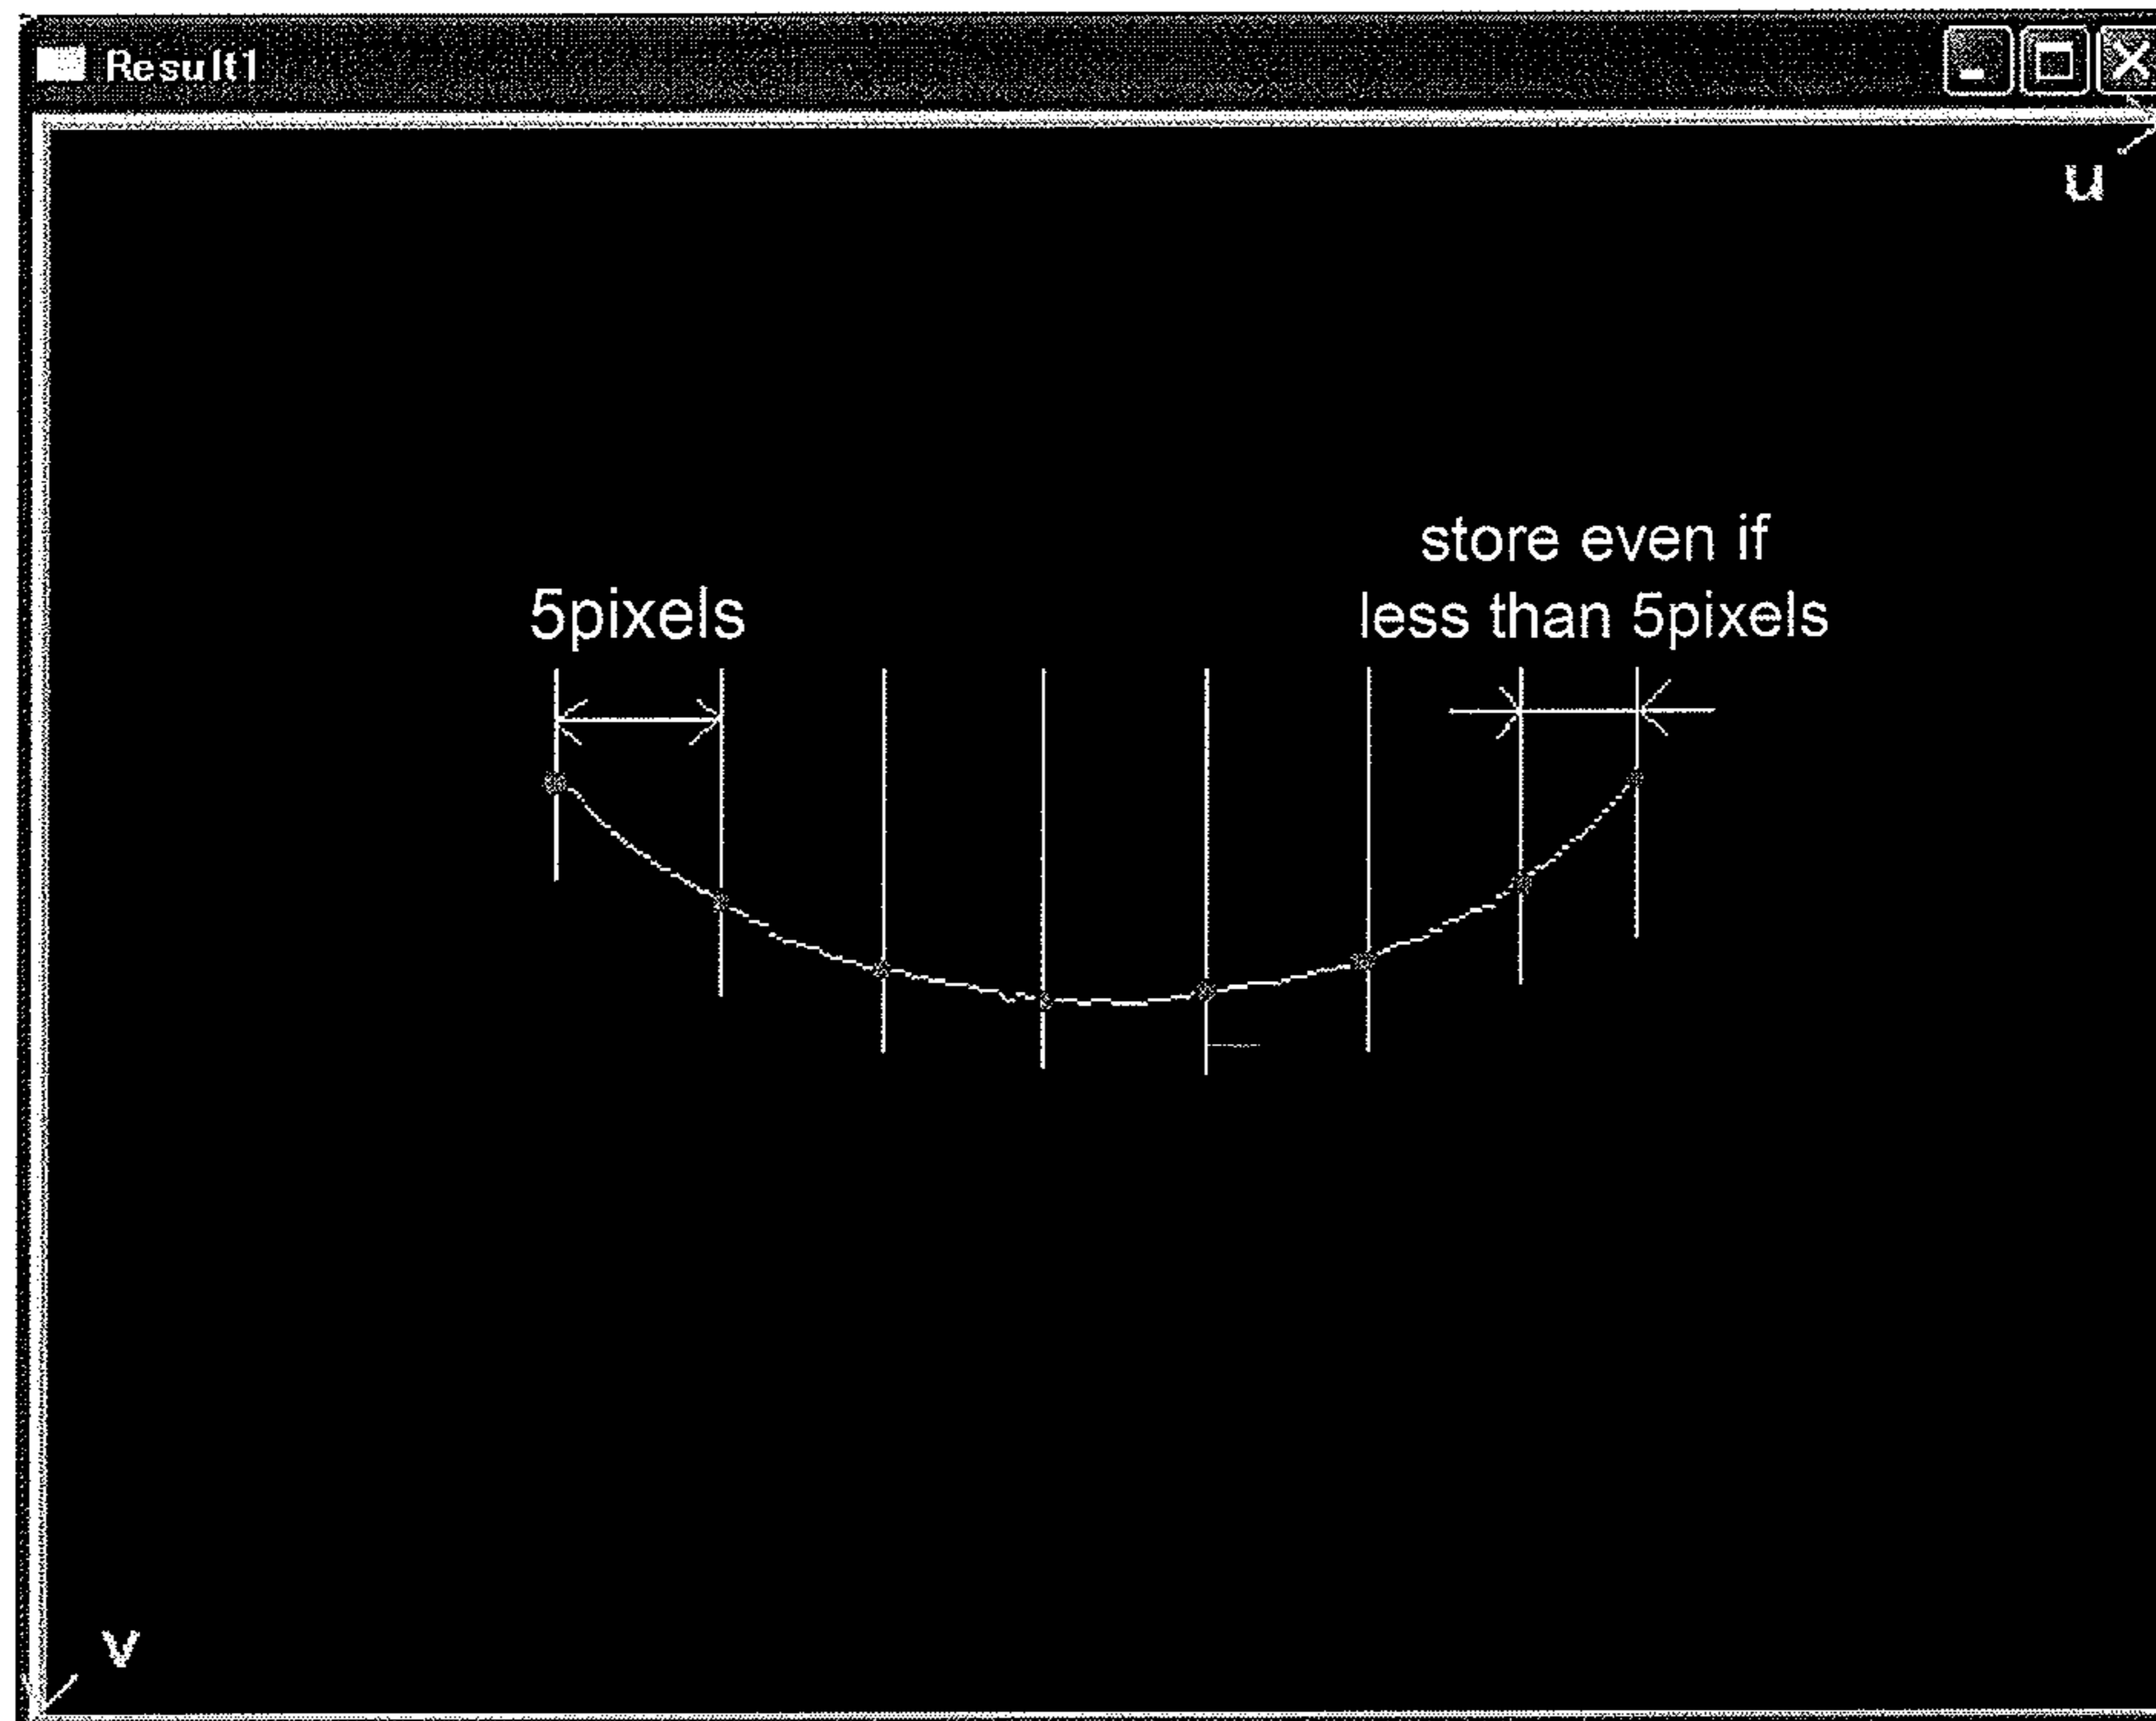 Result1
u
store even if
5pixels
less than 5pixels
v